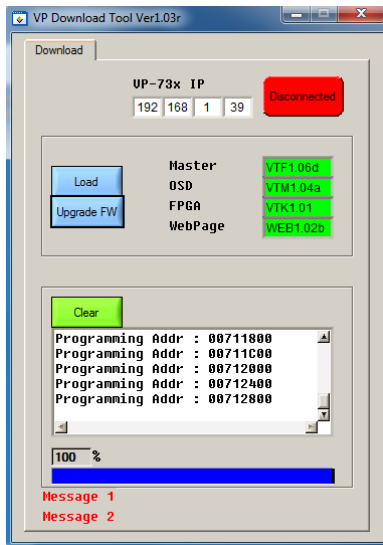 VP Download Tool Ver1.03r
Download
VP-73x IP
192 168 1 39
Disconnected
Load
Upgrade FW
Master VTF1.06d
OSD VTM1.04a
FPGA VTK1.01
WebPage WEB1.02b
Clear
Programming Addr : 00711800
Programming Addr : 00711C00
Programming Addr : 00712000
Programming Addr : 00712400
Programming Addr : 00712800
100 %
Message 1
Message 2